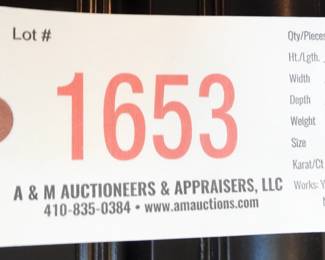 Lot #
1653
A & M AUCTIONEERS & APPRAISERS, LLC
410-835-0384 • www.amauctions.com
Qty/Pieces
Ht./Lgth.
Width
Depth
Weight
Size
Karat/Ct
Works: Y